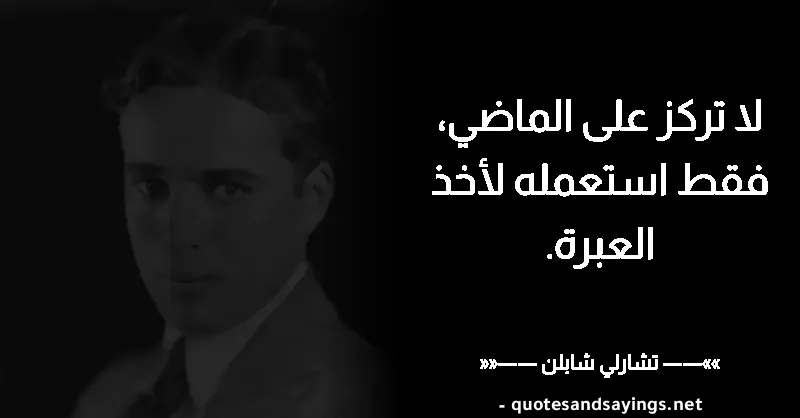 لا تركز على الماضي،
فقط استعمله لأخذ
العبرة.
»»—— تشارلي شابلن ——««
- quotesandsayings.net